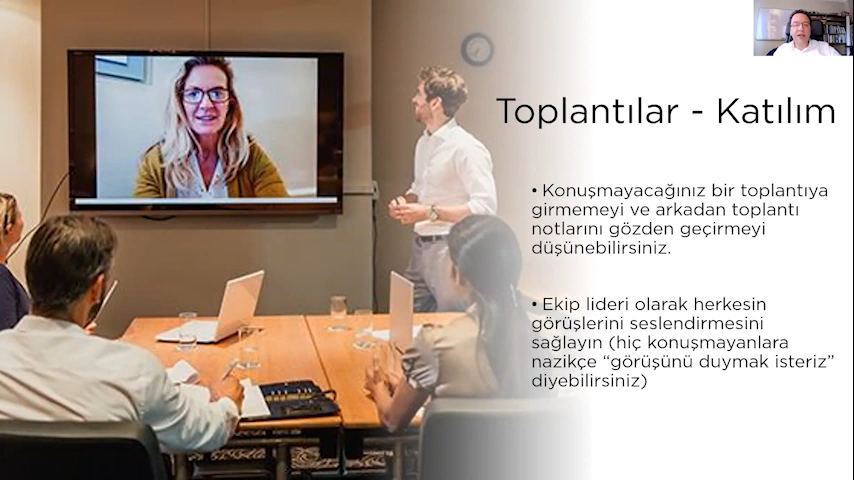 Toplantılar - Katılım
• Konuşmayacağınız bir toplantıya
girmemeyi ve arkadan toplantı
notlarını gözden geçirmeyi
düşünebilirsiniz.
• Ekip lideri olarak herkesin
görüşlerini seslendirmesini
sağlayın (hiç konuşmayanlara
nazikçe “görüşünü duymak isteriz”
diyebilirsiniz)